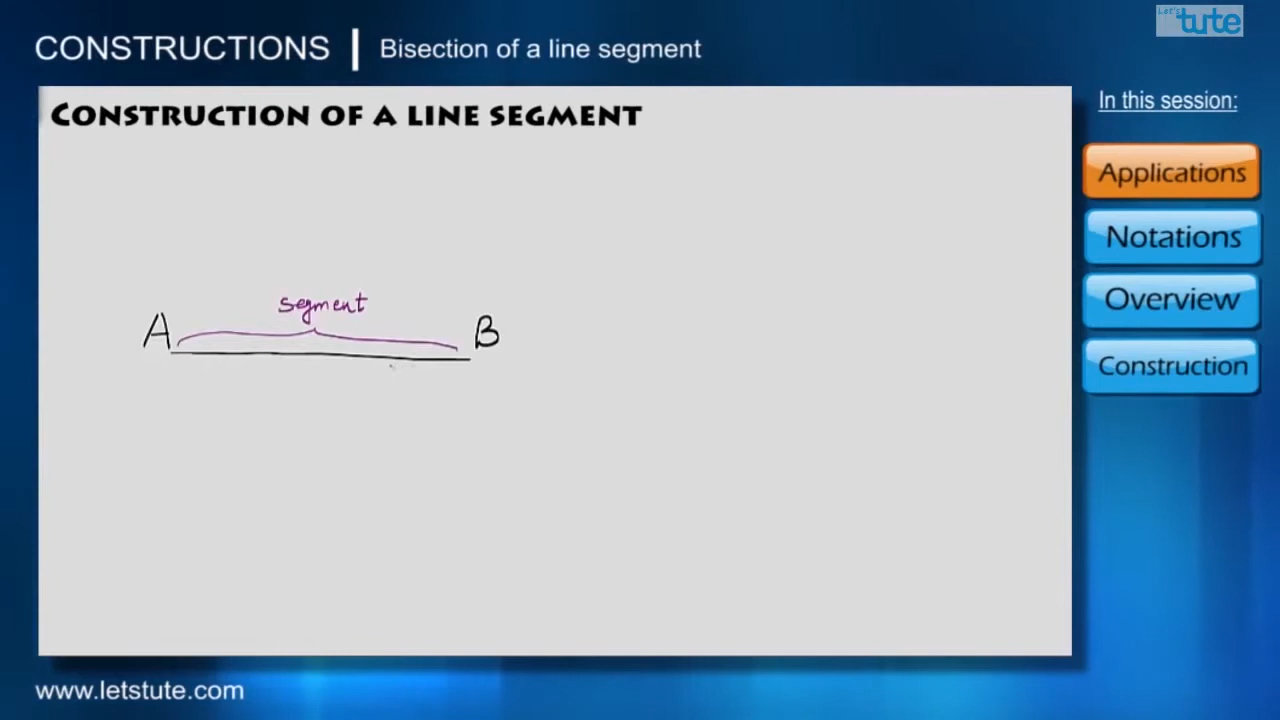 Let's
tute
CONSTRUCTIONS | Bisection of a line segment
CONSTRUCTION OF A LINE SEGMENT
In this session:
Applications
Notations
Overview
Construction
segment
A B
www.letstute.com